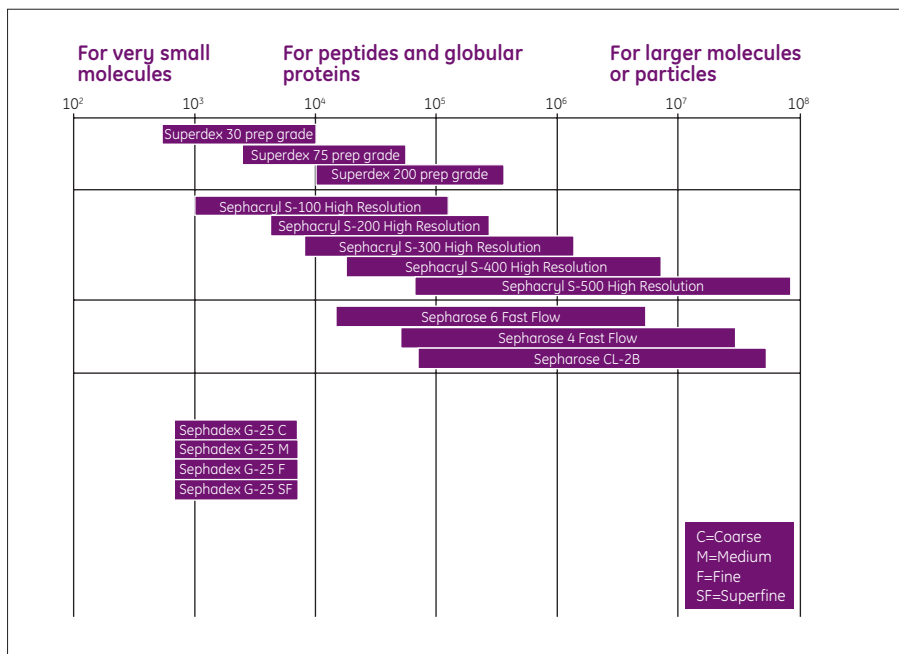 For very small
molecules
For peptides and globular
proteins
For larger molecules
or particles
10² 10³ 10⁴ 10⁵ 10⁶ 10⁷ 10⁸
Superdex 30 prep grade
Superdex 75 prep grade
Superdex 200 prep grade
Sephacryl S-100 High Resolution
Sephacryl S-200 High Resolution
Sephacryl S-300 High Resolution
Sephacryl S-400 High Resolution
Sephacryl S-500 High Resolution
Sepharose 6 Fast Flow
Sepharose 4 Fast Flow
Sepharose CL-2B
Sephadex G-25 C
Sephadex G-25 M
Sephadex G-25 F
Sephadex G-25 SF
C=Coarse
M=Medium
F=Fine
SF=Superfine